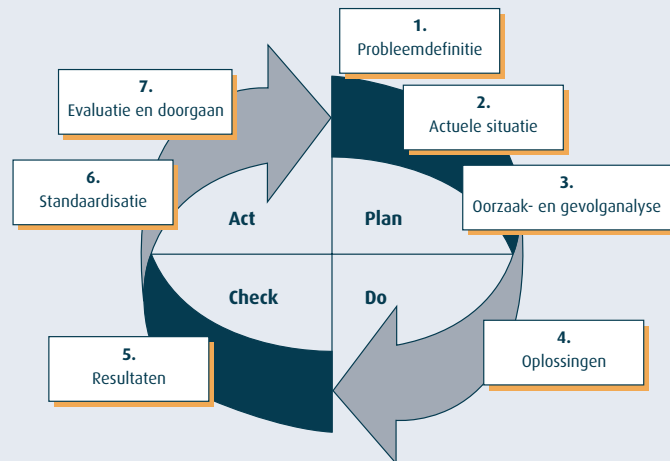 1.
Probleemdefinitie
2.
Actuele situatie
3.
Oorzaak- en gevolganalyse
4.
Oplossingen
5.
Resultaten
6.
Standaardisatie
7.
Evaluatie en doorgaan
Act
Plan
Check
Do